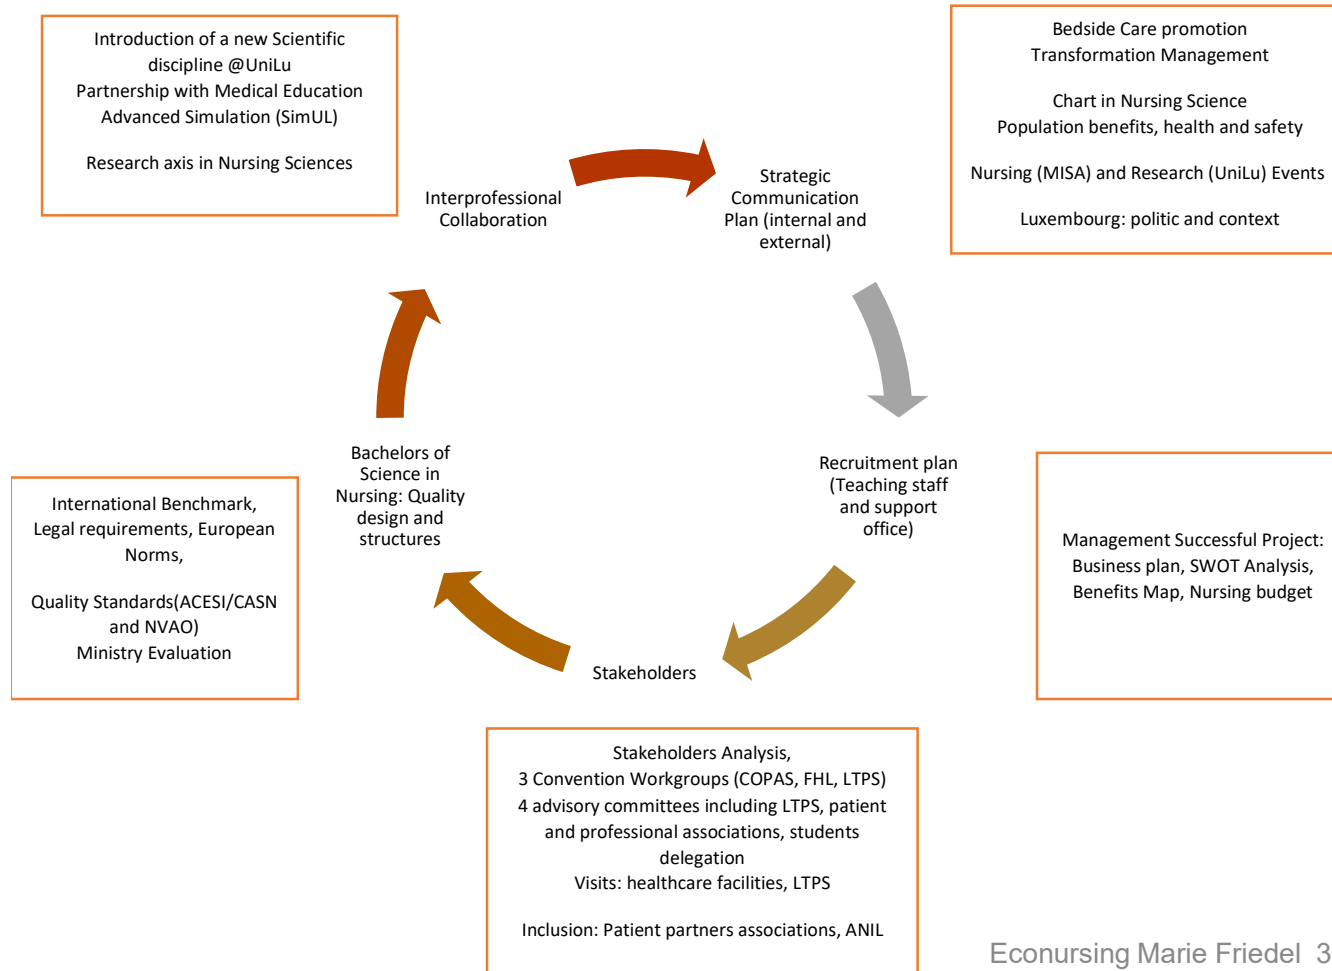 Introduction of a new Scientific
discipline @UniLu
Partnership with Medical Education
Advanced Simulation (SimUL)
Research axis in Nursing Sciences
Bedside Care promotion
Transformation Management
Chart in Nursing Science
Population benefits, health and safety
Nursing (MISA) and Research (UniLu) Events
Luxembourg: politic and context
Interprofessional
Collaboration
Strategic
Communication
Plan (internal and
external)
Bachelors of
Science in
Nursing: Quality
design and
structures
Recruitment plan
(Teaching staff
and support
office)
International Benchmark,
Legal requirements, European
Norms,
Quality Standards(ACESI/CASN
and NVAO)
Ministry Evaluation
Management Successful Project:
Business plan, SWOT Analysis,
Benefits Map, Nursing budget
Stakeholders
Stakeholders Analysis,
3 Convention Workgroups (COPAS, FHL, LTPS)
4 advisory committees including LTPS, patient
and professional associations, students
delegation
Visits: healthcare facilities, LTPS
Inclusion: Patient partners associations, ANIL
Econursing Marie Friedel 3